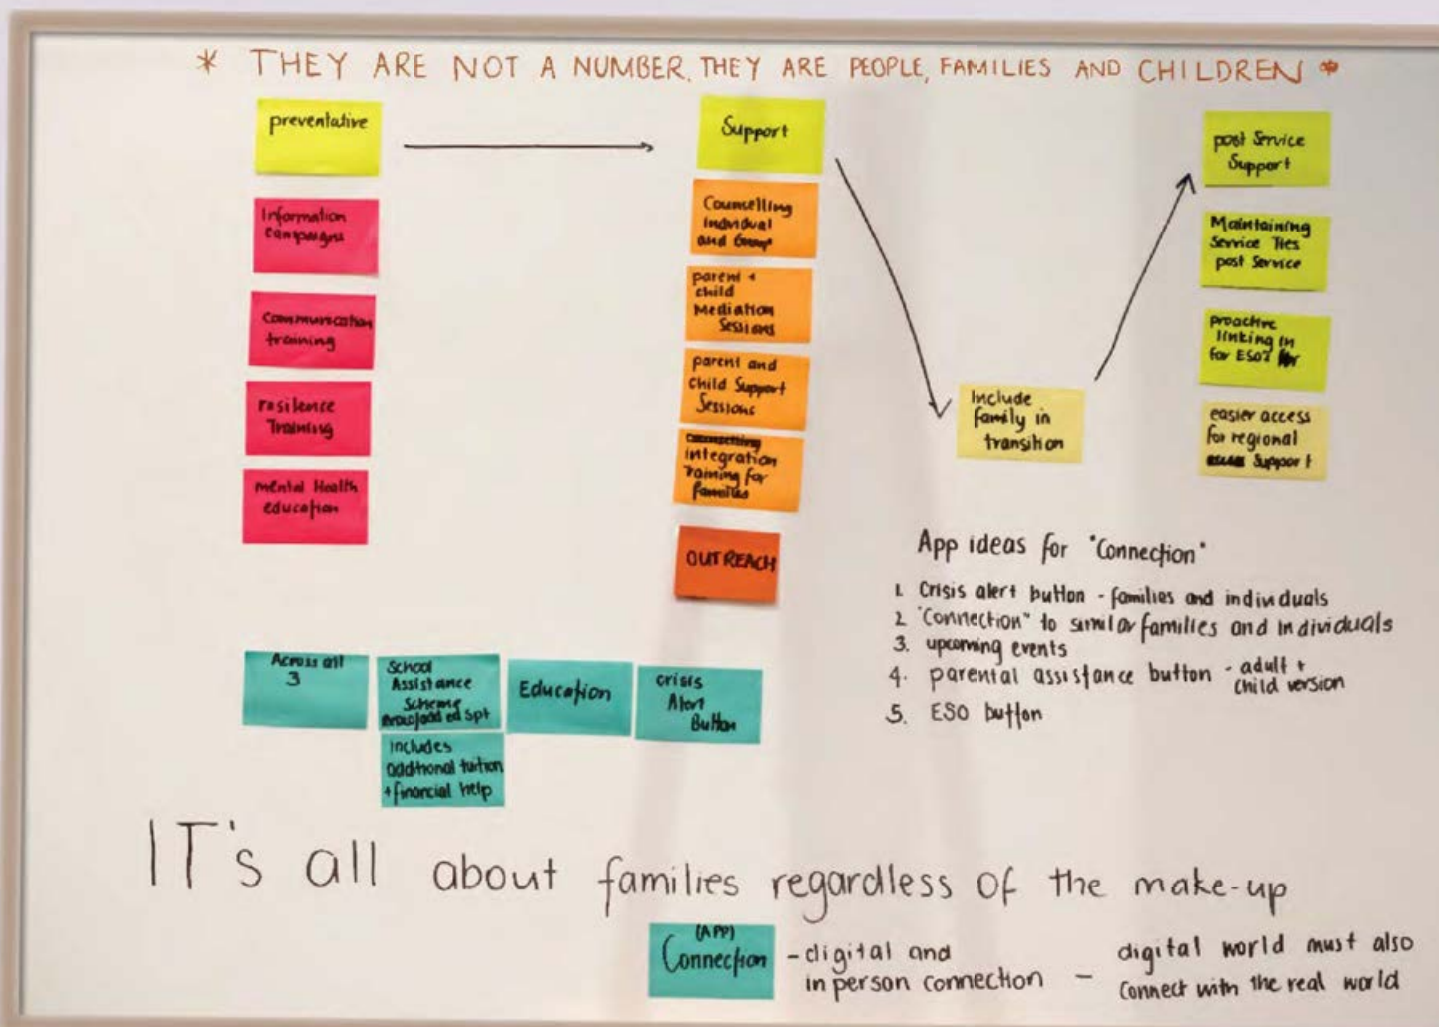 * THEY ARE NOT A NUMBER. THEY ARE PEOPLE, FAMILIES AND CHILDREN *
preventative
Information
campaigns
communication
training
resilence
Training
mental Health
education
Support
Counselling
individual
and Group
parent +
child
Mediation
Sessions
parent and
child Support
Sessions
integration
Training for
families
OUTREACH
Include
family in
transition
post Service
Support
Maintaining
Service Ties
post Service
proactive
linking in
for ESO?
easier access
for regional
Support
App ideas for "Connection"
1. Crisis alert button - families and individuals
2 "Connection" to similar families and individuals
3. upcoming events
4. parental assistance button - adult +
child version
5. ESO button
Across all
3
School
Assistance
Scheme
ed Spt
includes
additional tuition
+ financial help
Education
crisis
Alert
Button
IT's all about families regardless of the make-up
(APP)
Connection
- digital and
in person connection -
digital world must also
Connect with the real world